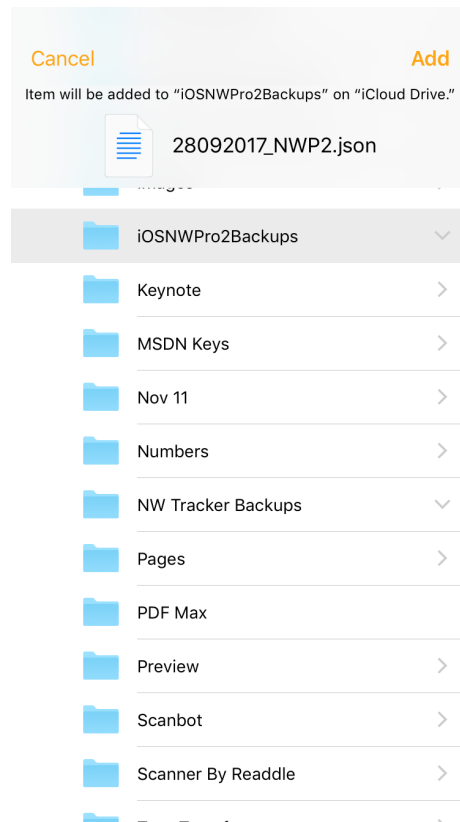 Cancel
Add
Item will be added to “iOSNWPro2Backups” on “iCloud Drive.”
28092017_NWP2.json
iOSNWPro2Backups
Keynote
MSDN Keys
Nov 11
Numbers
NW Tracker Backups
Pages
PDF Max
Preview
Scanbot
Scanner By Readdle